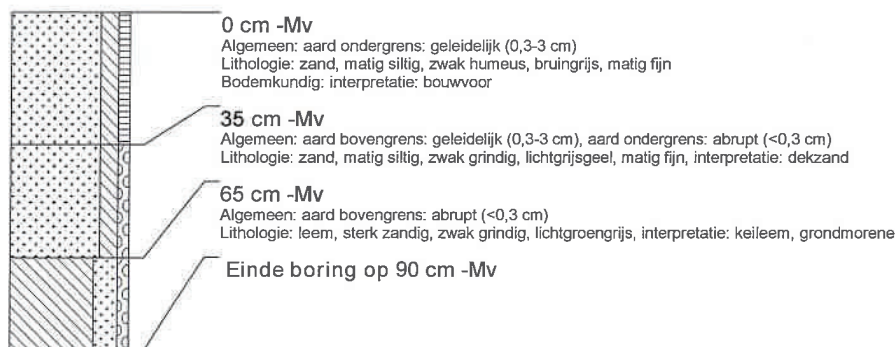 0 cm -Mv
Algemeen: aard ondergrens: geleidelijk (0,3-3 cm)
Lithologie: zand, matig siltig, zwak humeus, bruingrijs, matig fijn
Bodemkundig: interpretatie: bouwvoor
35 cm -Mv
Algemeen: aard bovengrens: geleidelijk (0,3-3 cm), aard ondergrens: abrupt (<0,3 cm)
Lithologie: zand, matig siltig, zwak grindig, lichtgrijsgeel, matig fijn, interpretatie: dekzand
65 cm -Mv
Algemeen: aard bovengrens: abrupt (<0,3 cm)
Lithologie: leem, sterk zandig, zwak grindig, lichtgroengrijs, interpretatie: keileem, grondmorene
Einde boring op 90 cm -Mv